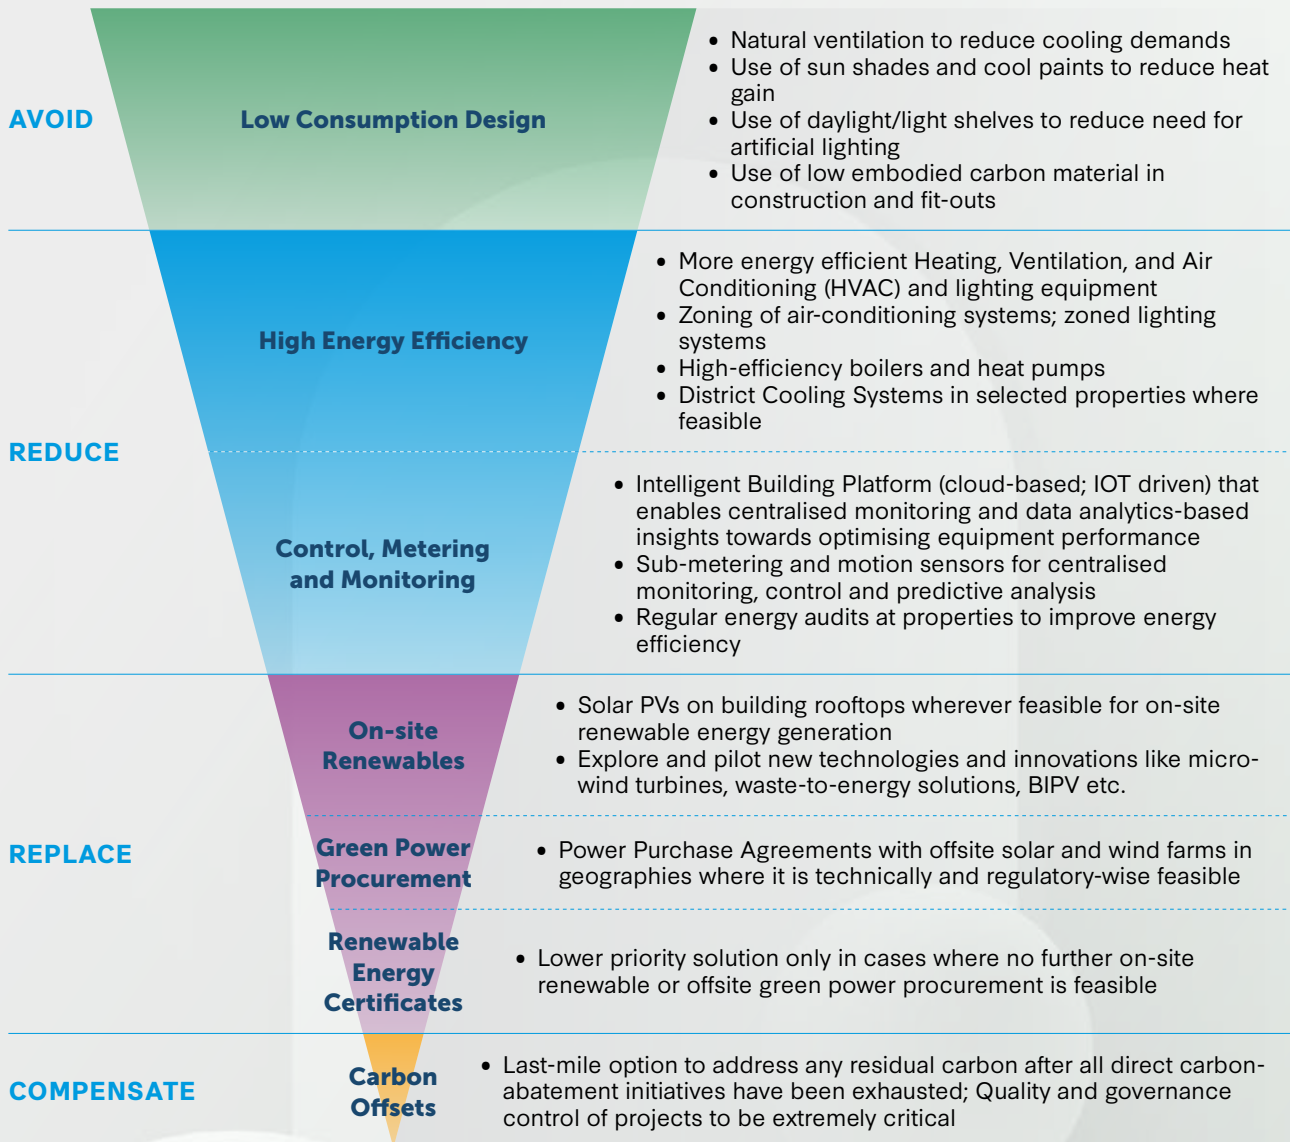 AVOID
Low Consumption Design
• Natural ventilation to reduce cooling demands
• Use of sun shades and cool paints to reduce heat
gain
• Use of daylight/light shelves to reduce need for
artificial lighting
• Use of low embodied carbon material in
construction and fit-outs
REDUCE
High Energy Efficiency
• More energy efficient Heating, Ventilation, and Air
Conditioning (HVAC) and lighting equipment
• Zoning of air-conditioning systems; zoned lighting
systems
• High-efficiency boilers and heat pumps
• District Cooling Systems in selected properties where
feasible
Control, Metering
and Monitoring
• Intelligent Building Platform (cloud-based; IOT driven) that
enables centralised monitoring and data analytics-based
insights towards optimising equipment performance
• Sub-metering and motion sensors for centralised
monitoring, control and predictive analysis
• Regular energy audits at properties to improve energy
efficiency
REPLACE
On-site
Renewables
• Solar PVs on building rooftops wherever feasible for on-site
renewable energy generation
• Explore and pilot new technologies and innovations like micro-
wind turbines, waste-to-energy solutions, BIPV etc.
Green Power
Procurement
• Power Purchase Agreements with offsite solar and wind farms in
geographies where it is technically and regulatory-wise feasible
Renewable
Energy
Certificates
• Lower priority solution only in cases where no further on-site
renewable or offsite green power procurement is feasible
COMPENSATE
Carbon
Offsets
• Last-mile option to address any residual carbon after all direct carbon-
abatement initiatives have been exhausted; Quality and governance
control of projects to be extremely critical